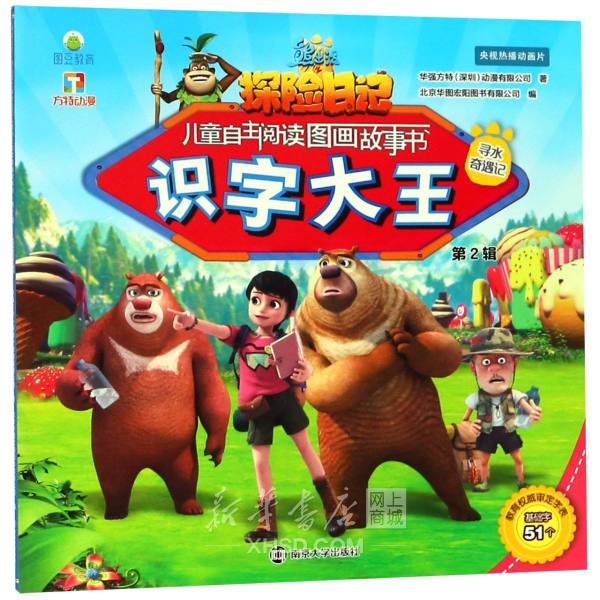 图豆教育
方特动漫
熊出没
探险日记
央视热播动画片
华强方特(深圳)动漫有限公司 著
北京华图宏阳图书有限公司 编
儿童自主阅读图画故事书
寻水
奇遇记
识字大王
第2辑
新华书店
网上
商城
XHSD.COM
教育权威审定字表
基础字
51个
南京大学出版社